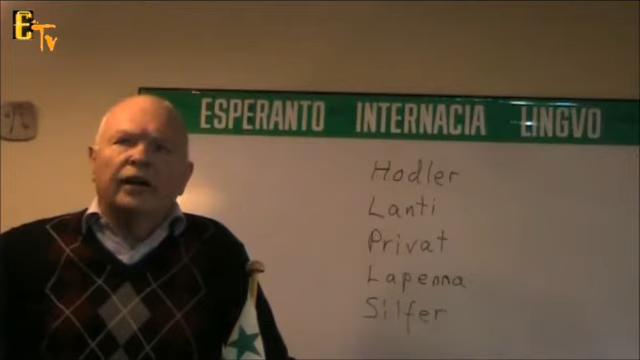 E Tv
ESPERANTO INTERNACIA LINGVO
Hodler
Lanti
Privat
Lapenna
Silfer